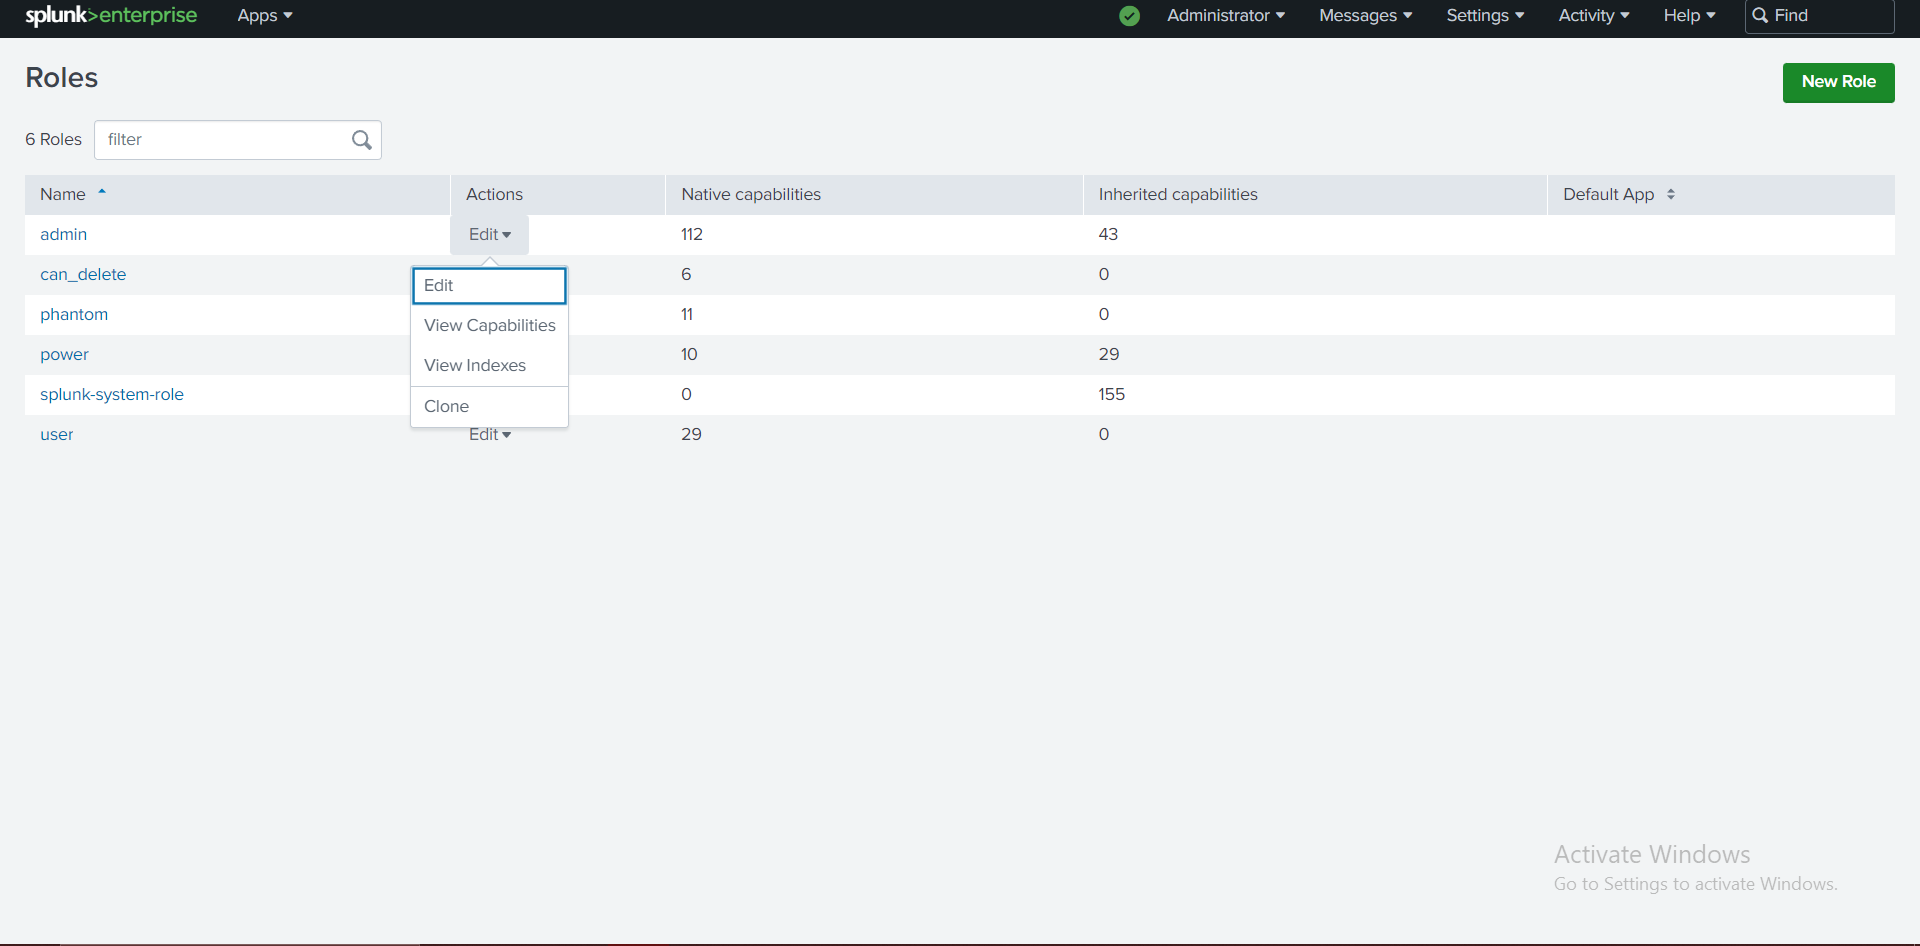 splunk>enterprise Apps Administrator Messages Settings Activity Help Find
Roles
New Role
6 Roles filter
Name Actions Native capabilities Inherited capabilities Default App
admin Edit 112 43
can_delete 6 0
phantom 11 0
power 10 29
splunk-system-role 0 155
user Edit 29 0
Edit
View Capabilities
View Indexes
Clone
Activate Windows
Go to Settings to activate Windows.